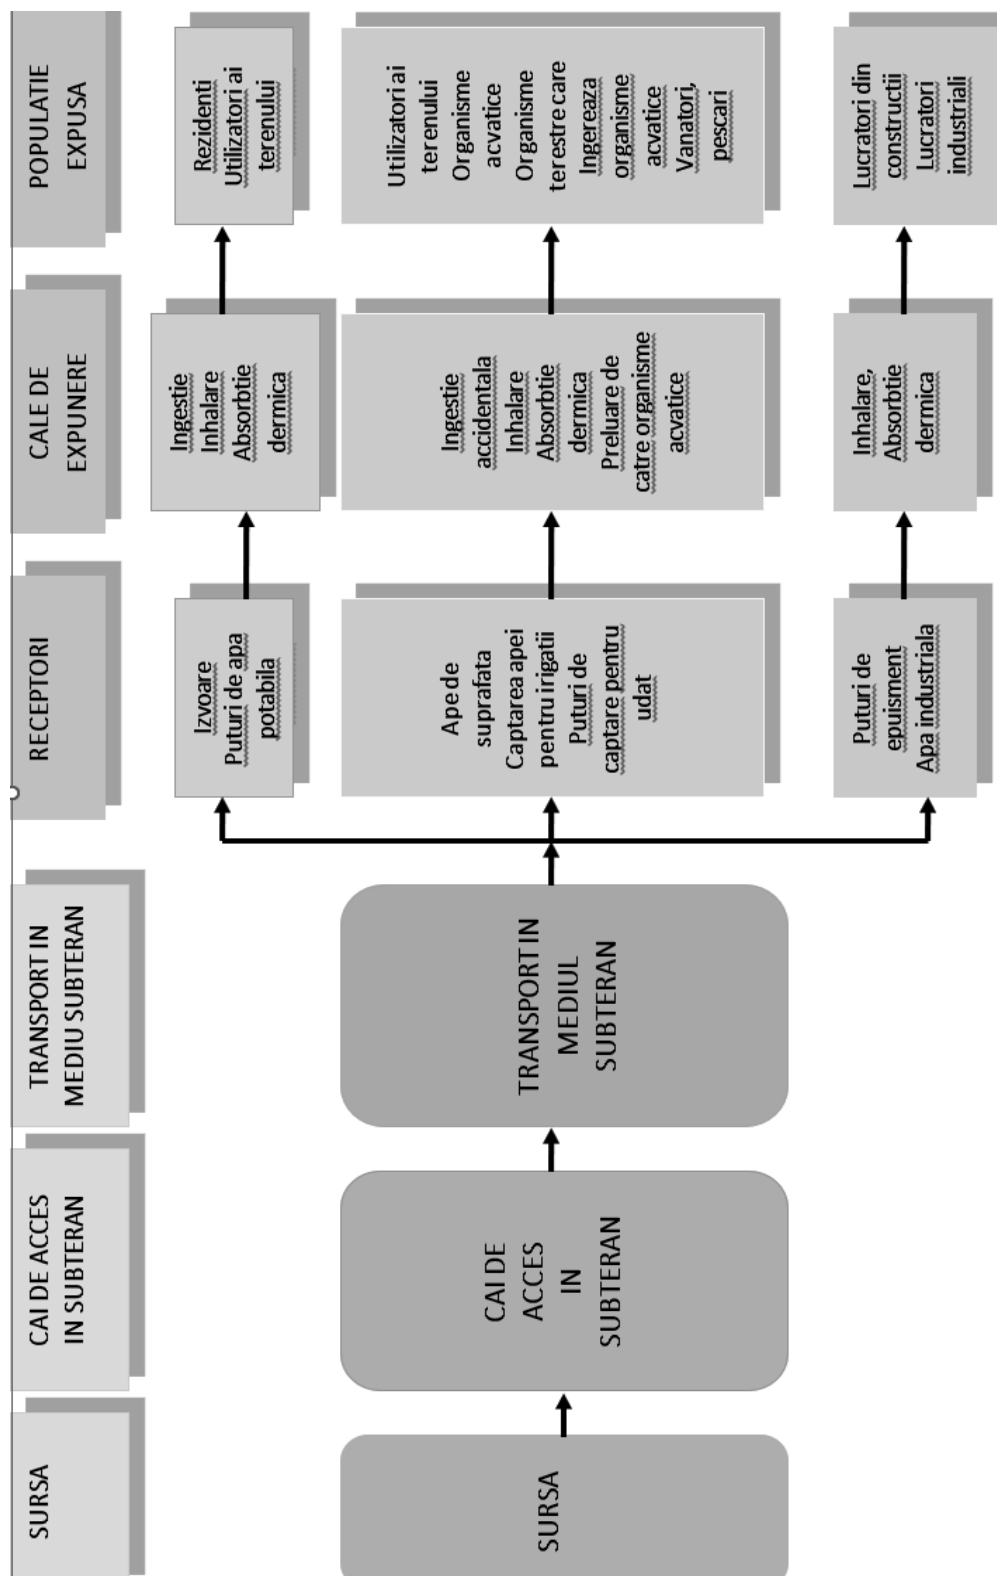 SURSA
CAI DE ACCES
IN SUBTERAN
TRANSPORT IN
MEDIU SUBTERAN
RECEPTORI
CALE DE
EXPUNERE
POPULATIE
EXPUSA
SURSA
CAI DE
ACCES
IN
SUBTERAN
TRANSPORT IN
MEDIUL
SUBTERAN
Izvoare
Puturi de apa
potabila
Ingestie
Inhalare
Absorbtie
dermica
Rezidenti
Utilizatori ai
terenului
Ape de
suprafata
Captarea apei
pentru irigatii
Puturi de
captare pentru
udat
Ingestie
accidentala
Inhalare
Absorbtie
dermica
Preluare de
catre organisme
acvatice
Utilizatori ai
terenului
Organisme
acvatice
Organisme
terestre care
Ingereaza
organisme
acvatice
Vanatori,
pescari
Puturi de
epuisment
Apa industriala
Inhalare,
Absorbtie
dermica
Lucratori din
constructii
Lucratori
industriali